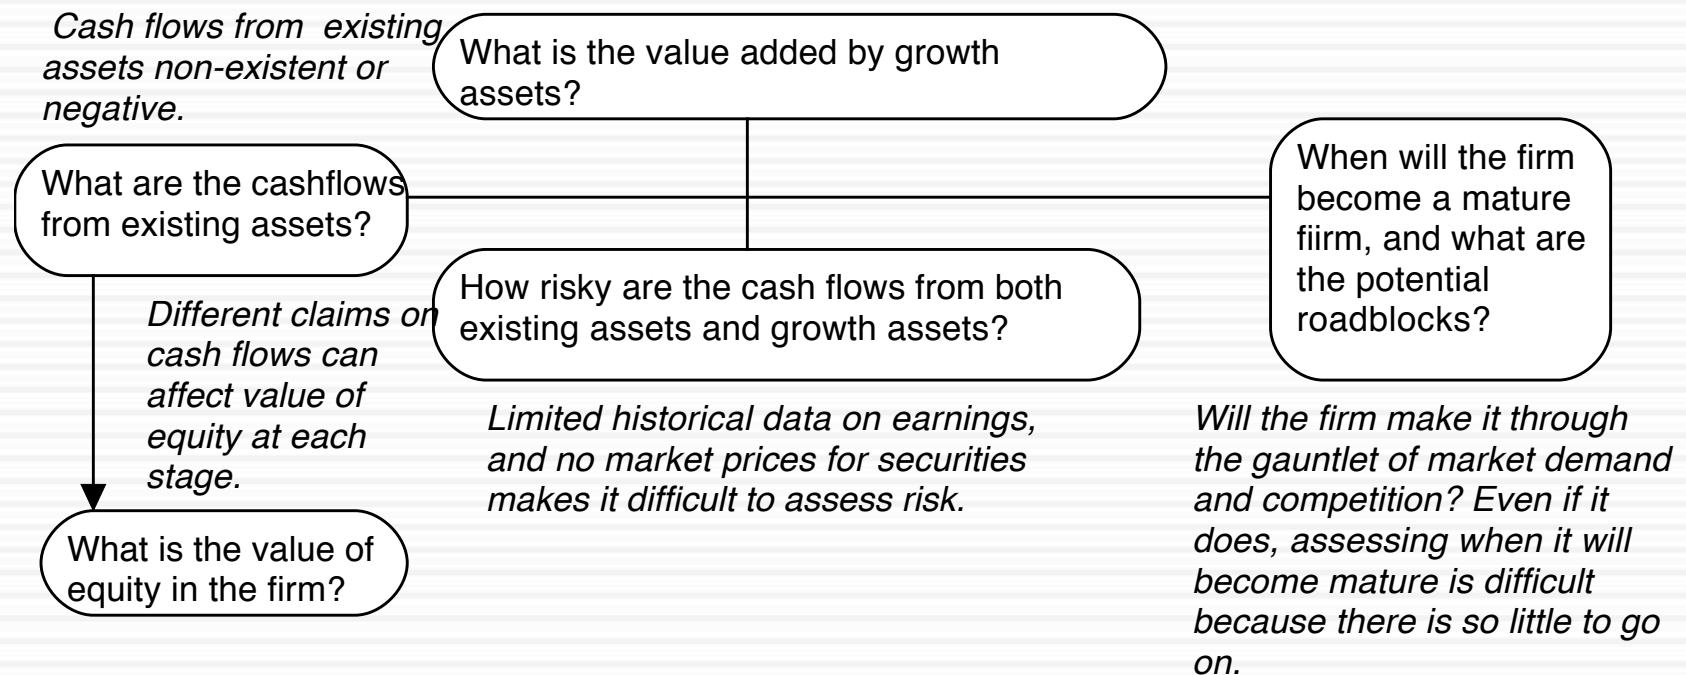 Cash flows from  existing
assets non-existent or
negative.
What is the value added by growth
assets?
What are the cashflows
from existing assets?
When will the firm
become a mature
fiirm, and what are
the potential
roadblocks?
How risky are the cash flows from both
existing assets and growth assets?
Different claims on
cash flows can
affect value of
equity at each
stage.
Limited historical data on earnings,
and no market prices for securities
makes it difficult to assess risk.
Will the firm make it through
the gauntlet of market demand
and competition? Even if it
does, assessing when it will
become mature is difficult
because there is so little to go
on.
What is the value of
equity in the firm?